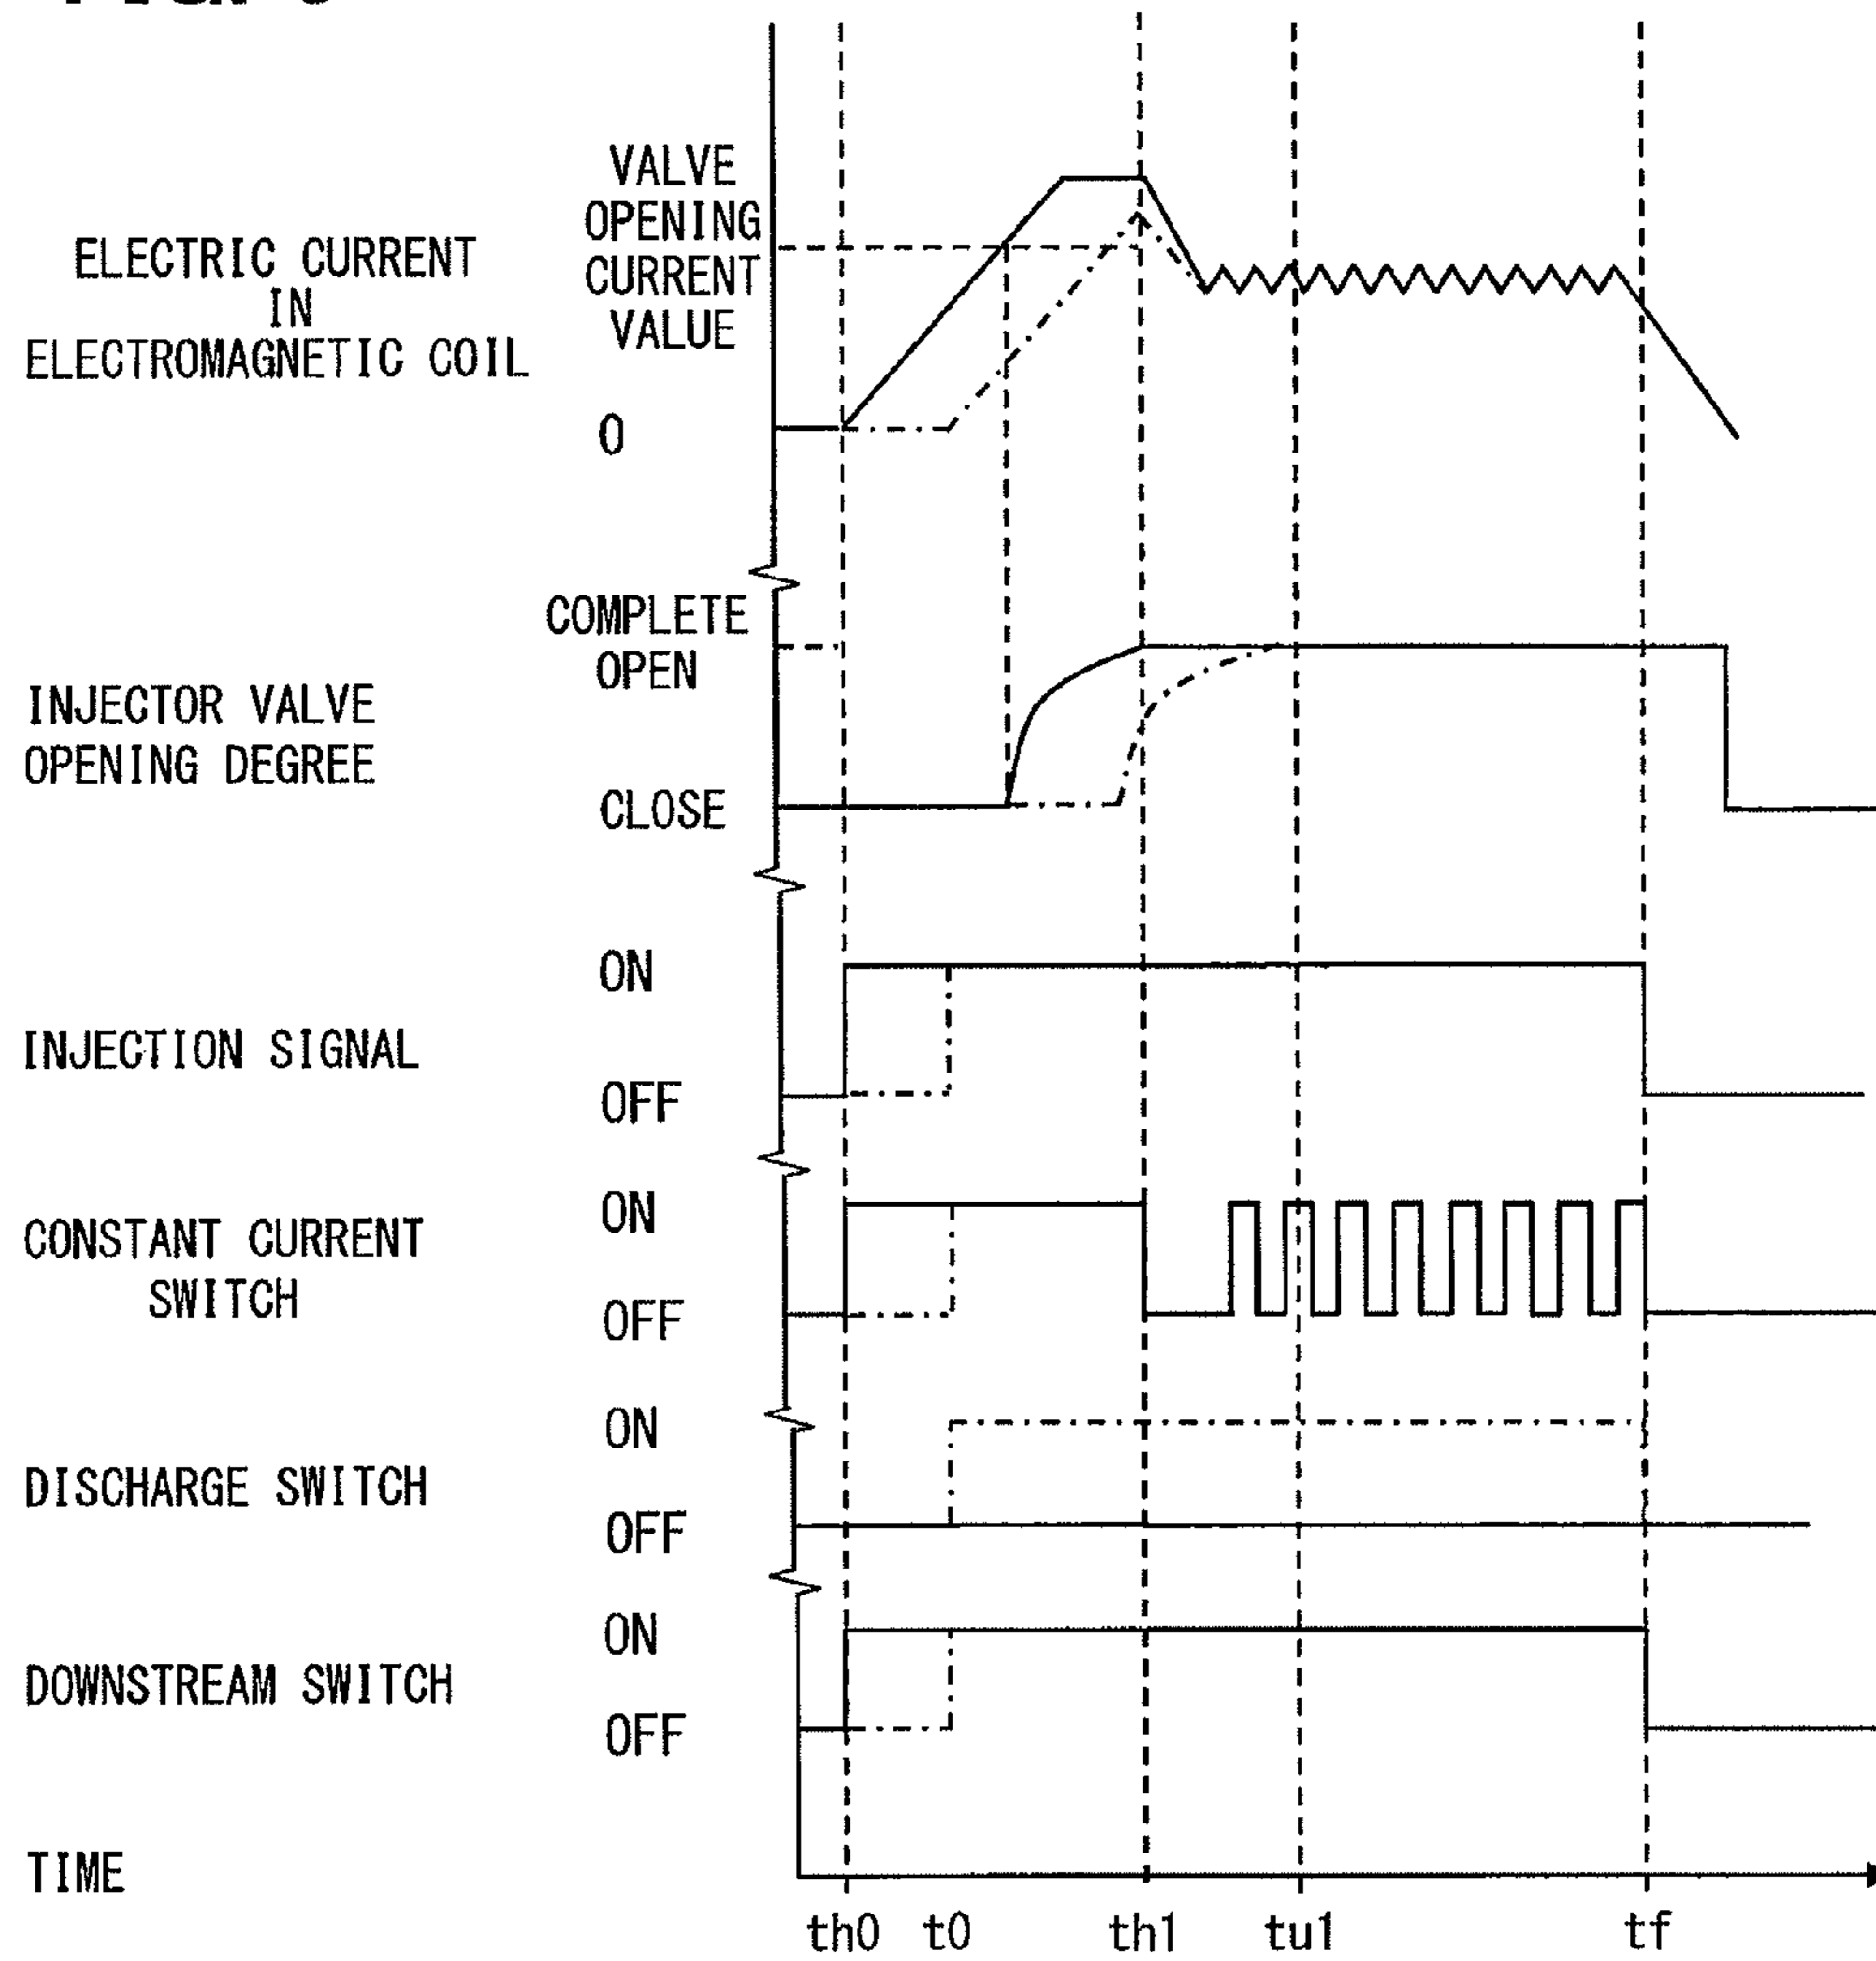 VALVE
OPENING
CURRENT
VALUE
ELECTRIC CURRENT
IN
ELECTROMAGNETIC COIL
0
COMPLETE
OPEN
INJECTOR VALVE
OPENING DEGREE
CLOSE
ON
INJECTION SIGNAL
OFF
ON
CONSTANT CURRENT
SWITCH
OFF
ON
DISCHARGE SWITCH
OFF
ON
DOWNSTREAM SWITCH
OFF
TIME
th0 t0 th1 tu1 tf